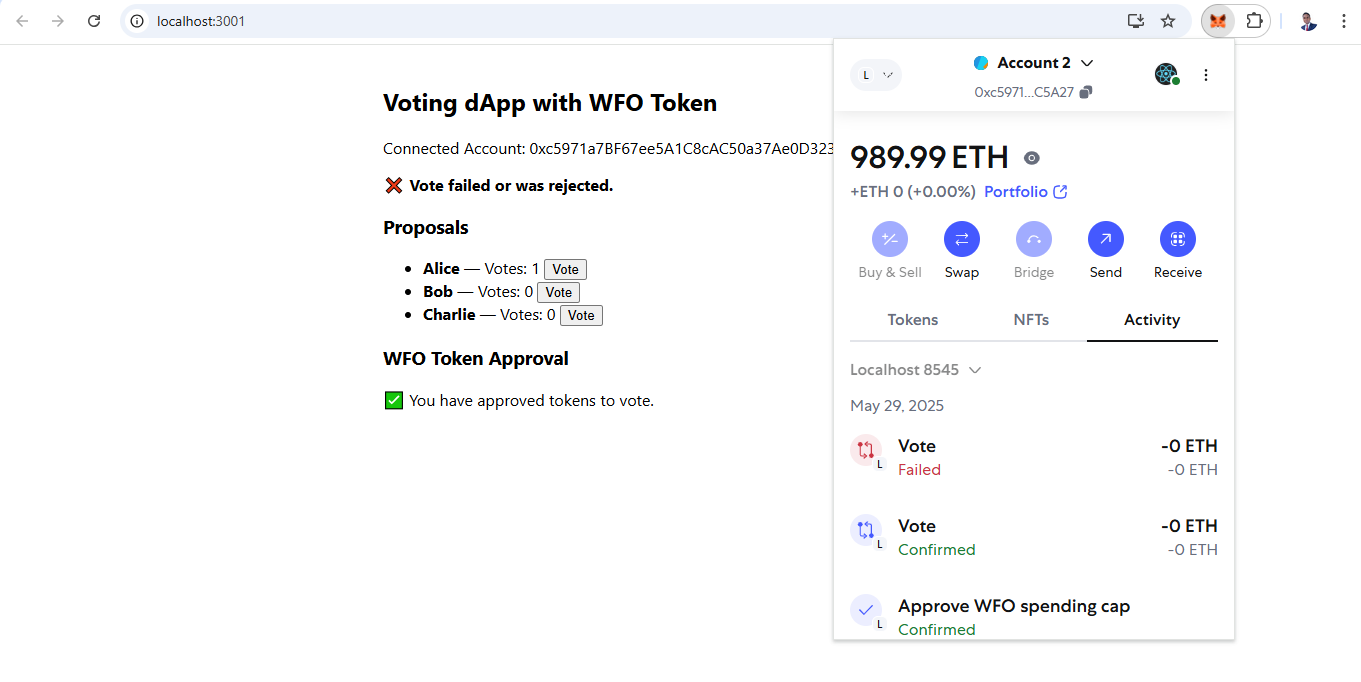 localhost:3001
Voting dApp with WFO Token
Connected Account: 0xc5971a7BF67ee5A1C8cAC50a37Ae0D323
❌ Vote failed or was rejected.
Proposals
• Alice — Votes: 1 Vote
• Bob — Votes: 0 Vote
• Charlie — Votes: 0 Vote
WFO Token Approval
✅ You have approved tokens to vote.
L
Account 2
0xc5971...C5A27
989.99 ETH
+ETH 0 (+0.00%) Portfolio
Buy & Sell Swap Bridge Send Receive
Tokens NFTs Activity
Localhost 8545
May 29, 2025
Vote -0 ETH
L Failed -0 ETH
Vote -0 ETH
L Confirmed -0 ETH
Approve WFO spending cap
L Confirmed